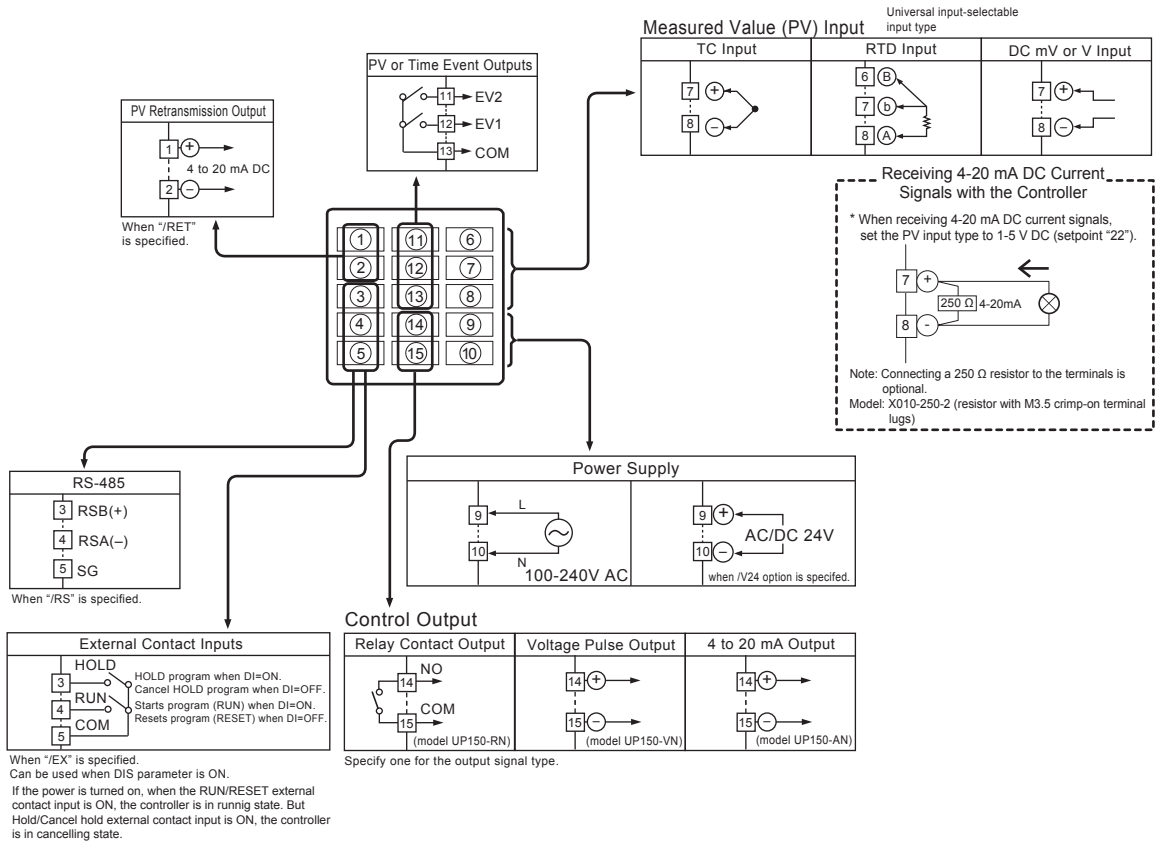 Universal input-selectable
input type
Measured Value (PV) Input
TC Input
RTD Input
DC mV or V Input
7 +
8 –
6 B
7 b
8 A
7 +
8 –
PV or Time Event Outputs
11 EV2
12 EV1
13 COM
PV Retransmission Output
1 +
4 to 20 mA DC
2 –
When "/RET"
is specified.
Receiving 4-20 mA DC Current
Signals with the Controller
* When receiving 4-20 mA DC current signals,
set the PV input type to 1-5 V DC (setpoint "22").
7 +
250 Ω 4-20mA
8 -
Note: Connecting a 250 Ω resistor to the terminals is
optional.
Model: X010-250-2 (resistor with M3.5 crimp-on terminal
lugs)
1 11 6
2 12 7
3 13 8
4 14 9
5 15 10
RS-485
3 RSB(+)
4 RSA(–)
5 SG
When "/RS" is specified.
Power Supply
9 L
10 N
100-240V AC
9 +
AC/DC 24V
10 –
when /V24 option is specifed.
External Contact Inputs
HOLD
3
HOLD program when DI=ON.
Cancel HOLD program when DI=OFF.
RUN
4
Starts program (RUN) when DI=ON.
Resets program (RESET) when DI=OFF.
COM
5
When "/EX" is specified.
Can be used when DIS parameter is ON.
If the power is turned on, when the RUN/RESET external
contact input is ON, the controller is in runnig state. But
Hold/Cancel hold external contact input is ON, the controller
is in cancelling state.
Control Output
Relay Contact Output
NO
14
COM
15
(model UP150-RN)
Voltage Pulse Output
14 +
15 –
(model UP150-VN)
4 to 20 mA Output
14 +
15 –
(model UP150-AN)
Specify one for the output signal type.